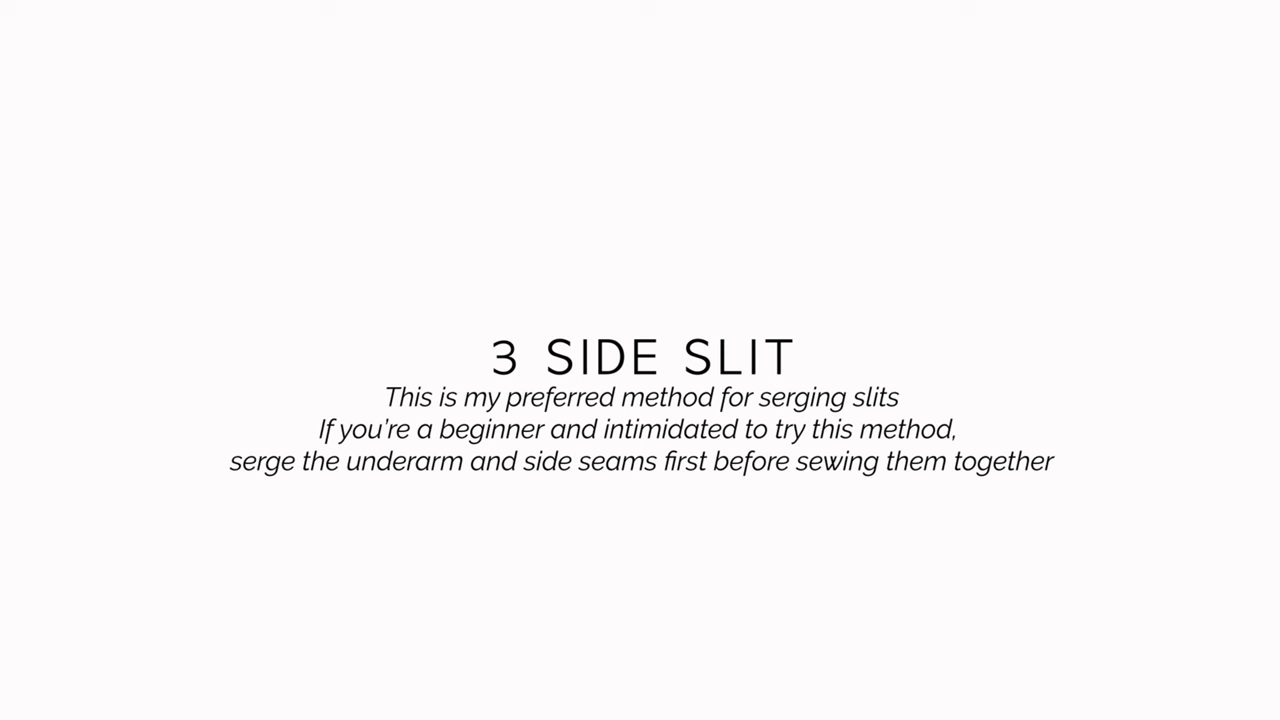 3 SIDE SLIT
This is my preferred method for serging slits
If you're a beginner and intimidated to try this method,
serge the underarm and side seams first before sewing them together